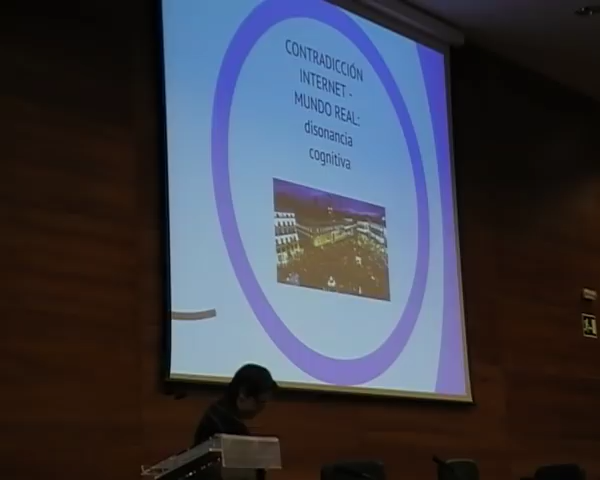 CONTRADICCIÓN
INTERNET -
MUNDO REAL:
disonancia
cognitiva